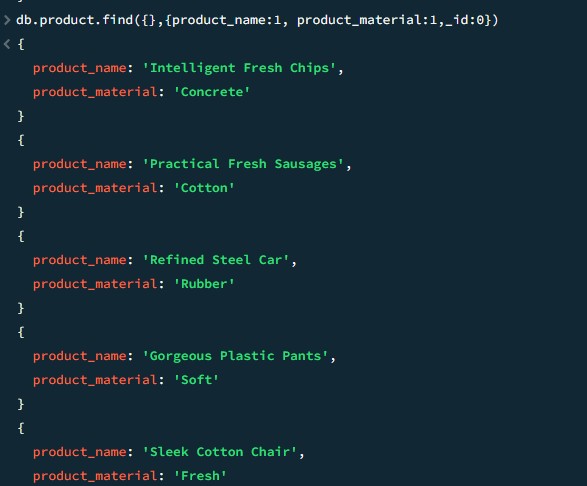 > db.product.find({},{product_name:1, product_material:1,_id:0})
< {
product_name: 'Intelligent Fresh Chips',
product_material: 'Concrete'
}
{
product_name: 'Practical Fresh Sausages',
product_material: 'Cotton'
}
{
product_name: 'Refined Steel Car',
product_material: 'Rubber'
}
{
product_name: 'Gorgeous Plastic Pants',
product_material: 'Soft'
}
{
product_name: 'Sleek Cotton Chair',
product_material: 'Fresh'